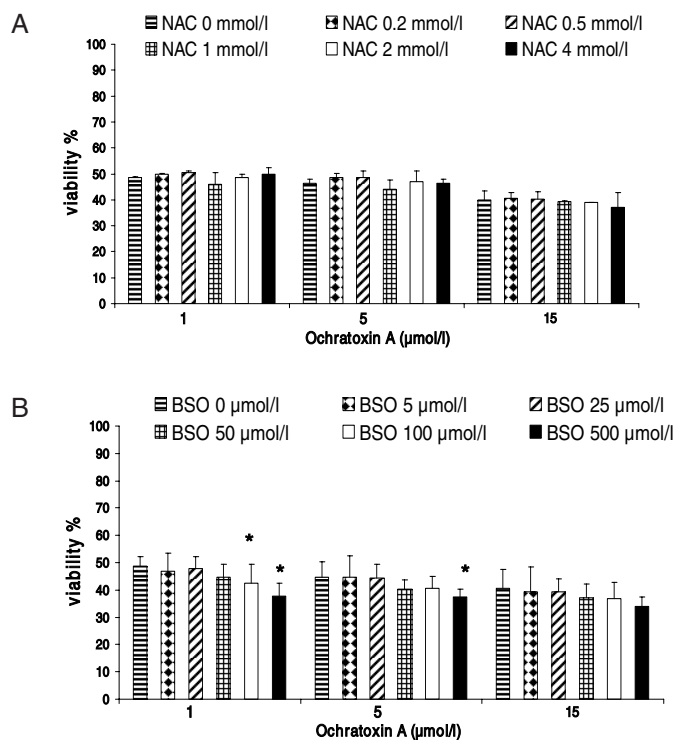 A
NAC 0 mmol/l NAC 0.2 mmol/l NAC 0.5 mmol/l
NAC 1 mmol/l NAC 2 mmol/l NAC 4 mmol/l
viability %
100
90
80
70
60
50
40
30
20
10
0
1 5 15
Ochratoxin A (µmol/l)
B
BSO 0 µmol/l BSO 5 µmol/l BSO 25 µmol/l
BSO 50 µmol/l BSO 100 µmol/l BSO 500 µmol/l
viability %
100
90
80
70
60
50
40
30
20
10
0
* * *
1 5 15
Ochratoxin A (µmol/l)